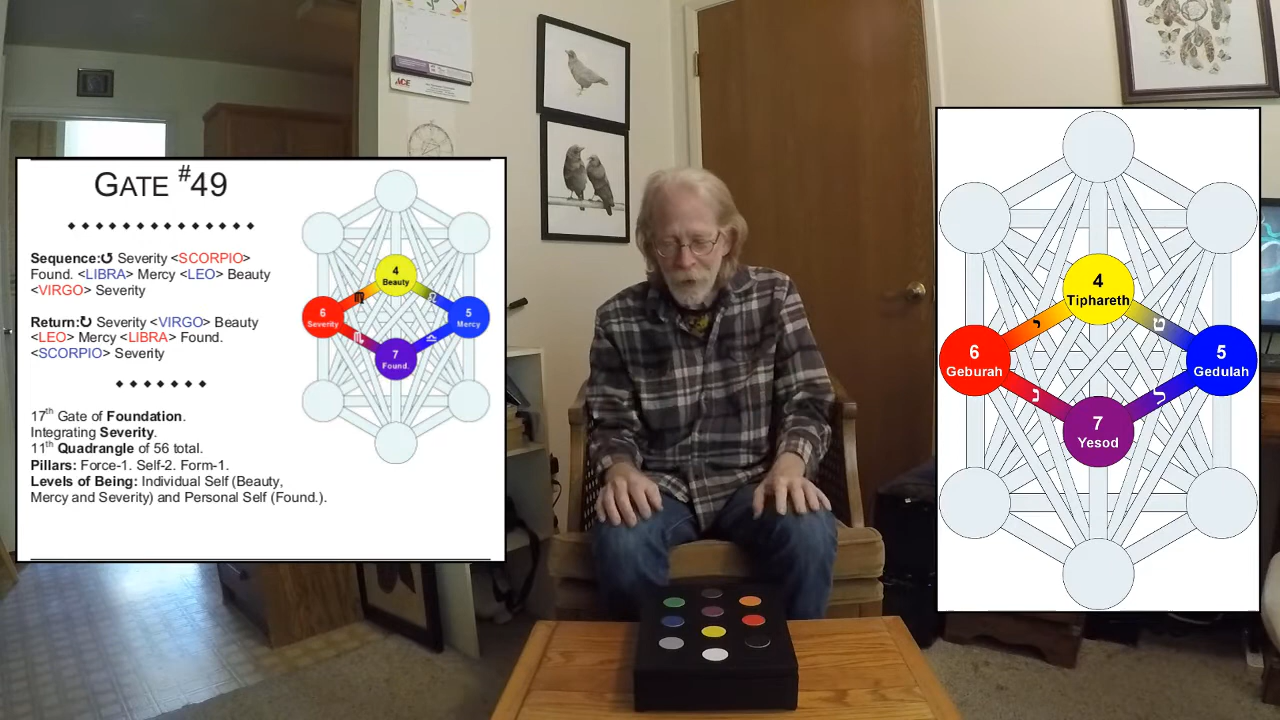 GATE #49
Sequence:↺ Severity <SCORPIO>
Found. <LIBRA> Mercy <LEO> Beauty
<VIRGO> Severity
Return:↻ Severity <VIRGO> Beauty
<LEO> Mercy <LIBRA> Found.
<SCORPIO> Severity
17th Gate of Foundation.
Integrating Severity.
11th Quadrangle of 56 total.
Pillars: Force-1. Self-2. Form-1.
Levels of Being: Individual Self (Beauty,
Mercy and Severity) and Personal Self (Found.).
4
Beauty
♍ ♌
6
Severity
5
Mercy
♏ ♎
7
Found.
ACE
4
Tiphareth
י ט
6
Geburah
5
Gedulah
נ ל
7
Yesod